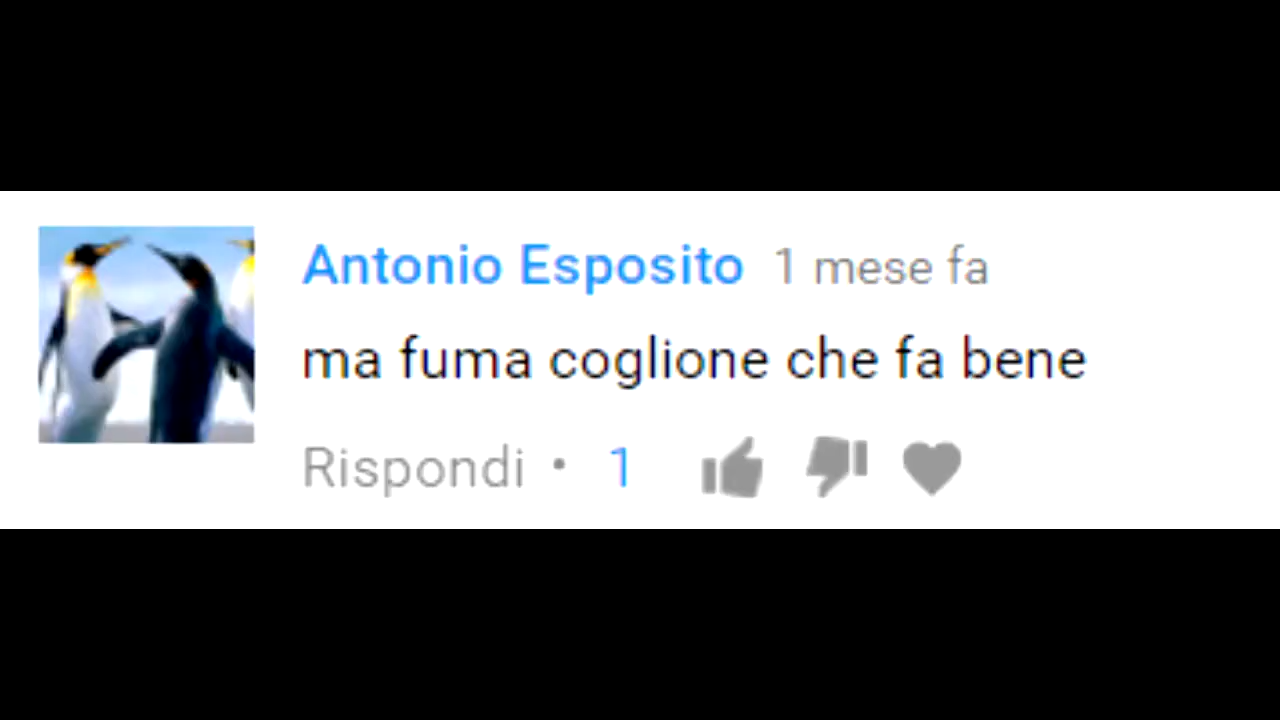 Antonio Esposito 1 mese fa
ma fuma coglione che fa bene
Rispondi • 1